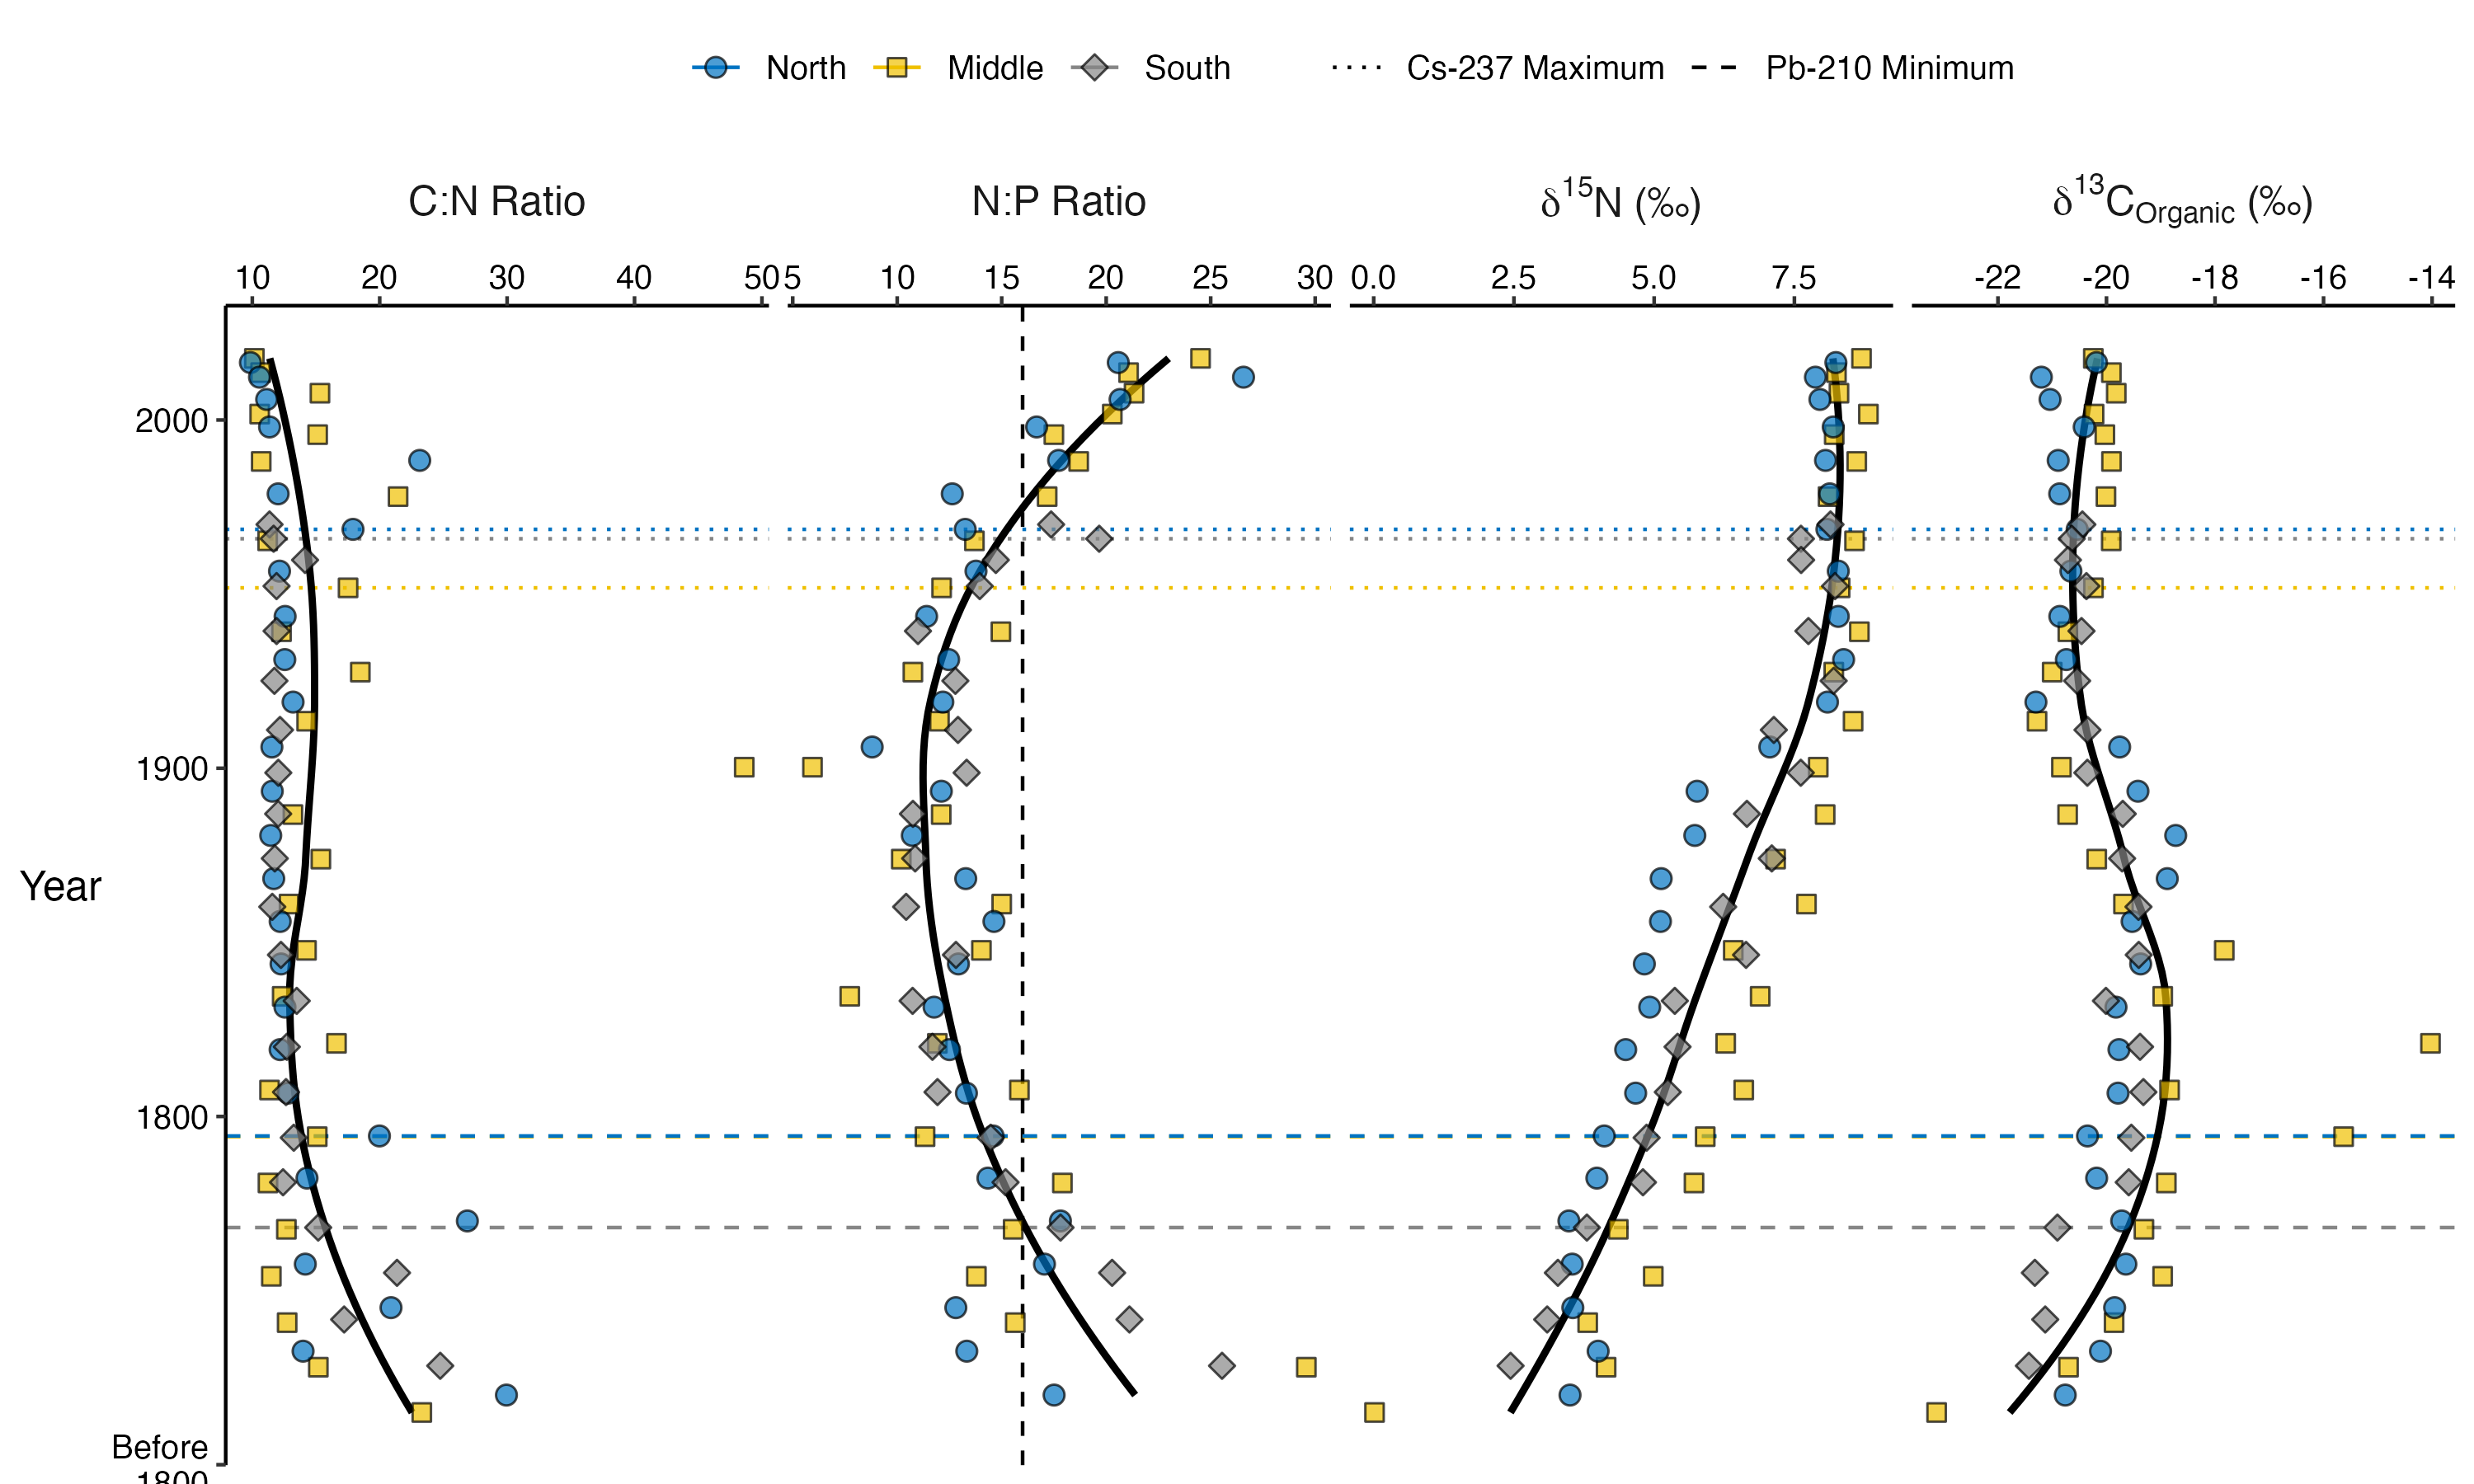 North Middle South Cs-237 Maximum Pb-210 Minimum
C:N Ratio N:P Ratio δ15N (‰) δ13COrganic (‰)
10 20 30 40 50 5 10 15 20 25 30 0.0 2.5 5.0 7.5 -22 -20 -18 -16 -14
2000
1900
Year
1800
Before
1800